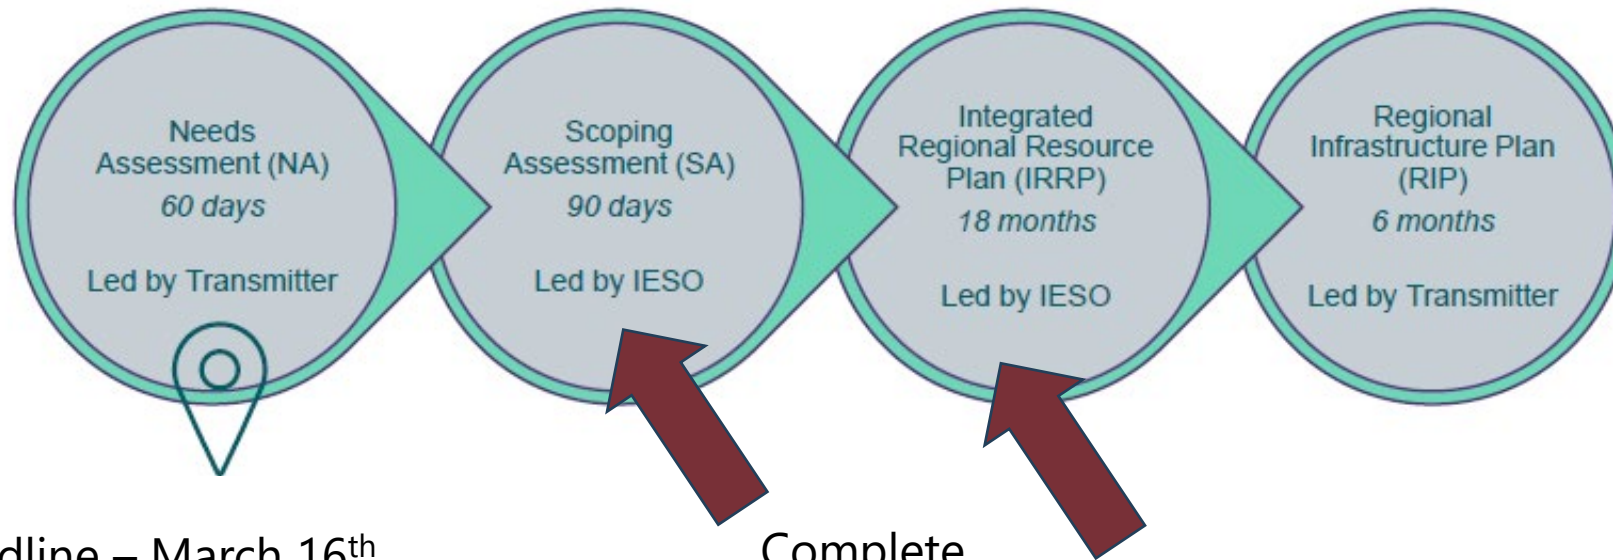 Needs
Assessment (NA)
60 days
Led by Transmitter
Scoping
Assessment (SA)
90 days
Led by IESO
Integrated
Regional Resource
Plan (IRRP)
18 months
Led by IESO
Regional
Infrastructure Plan
(RIP)
6 months
Led by Transmitter
– March 16th
Complete